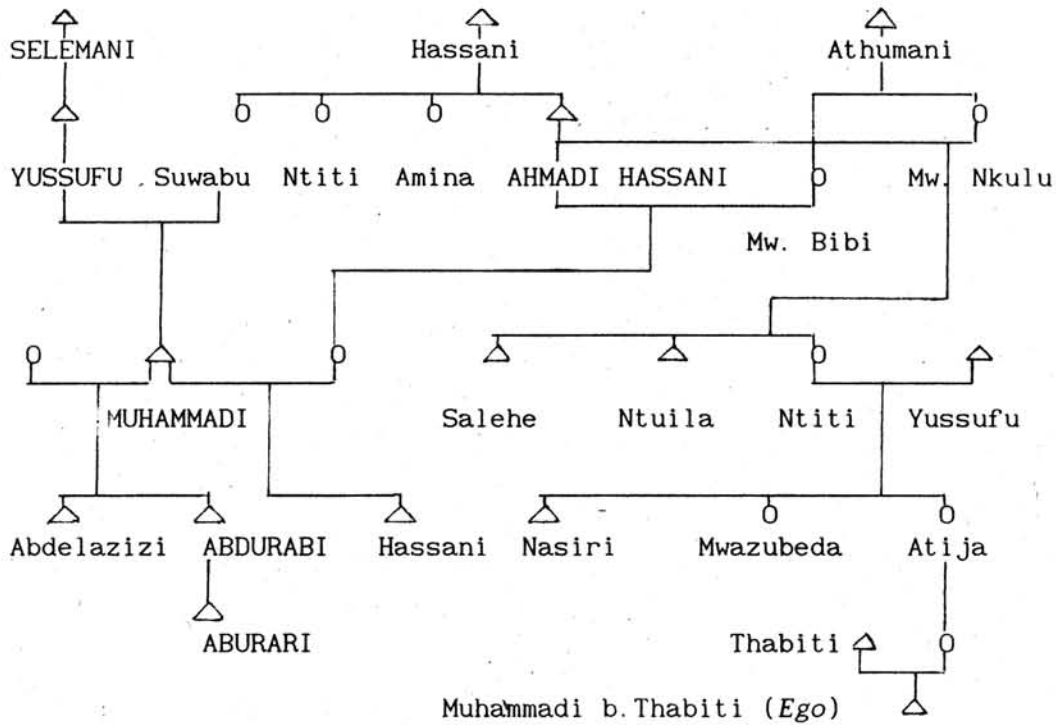 SELEMANI Hassani Athumani
YUSSUFU Suwabu Ntiti Amina AHMADI HASSANI Mw. Nkulu
Mw. Bibi
MUHAMMADI Salehe Ntuila Ntiti Yussufu
Abdelazizi ABDURABI Hassani Nasiri Mwazubeda Atija
ABURARI Thabiti
Muhammadi b. Thabiti (Ego)